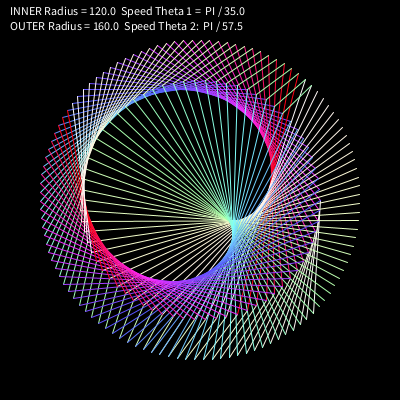 INNER Radius = 120.0  Speed Theta 1 =  PI / 35.0
OUTER Radius = 160.0  Speed Theta 2:  PI / 57.5